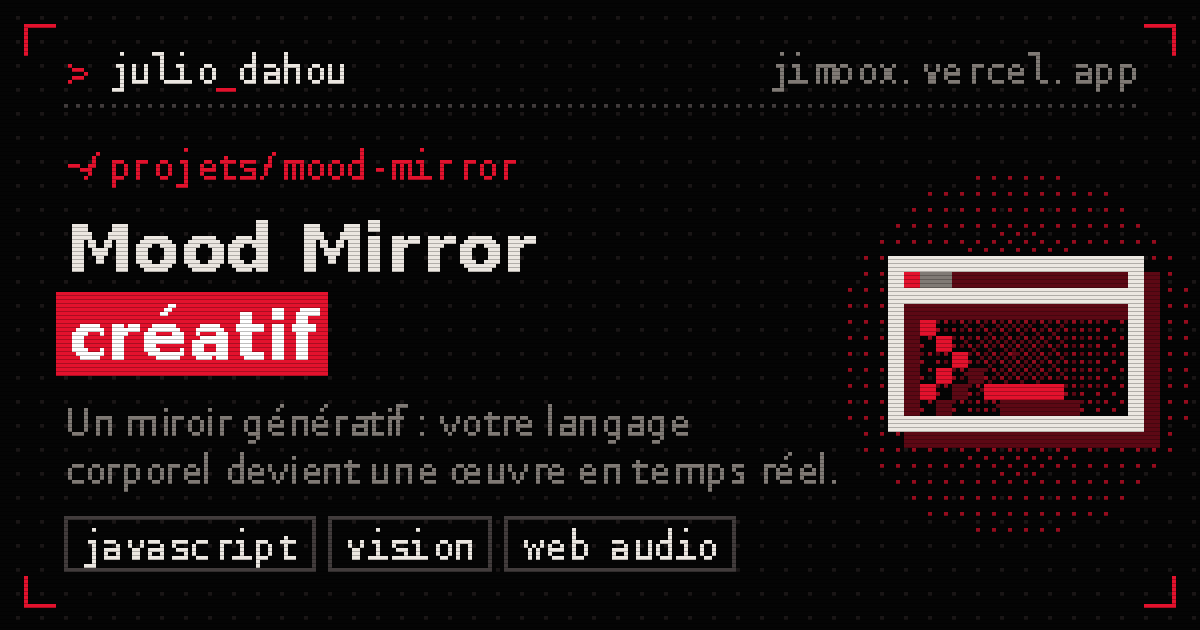 > julio_dahou
jimoox.vercel.app
~/projets/mood-mirror
Mood Mirror
créatif
Un miroir génératif : votre langage
corporel devient une œuvre en temps réel.
javascript
vision
web audio